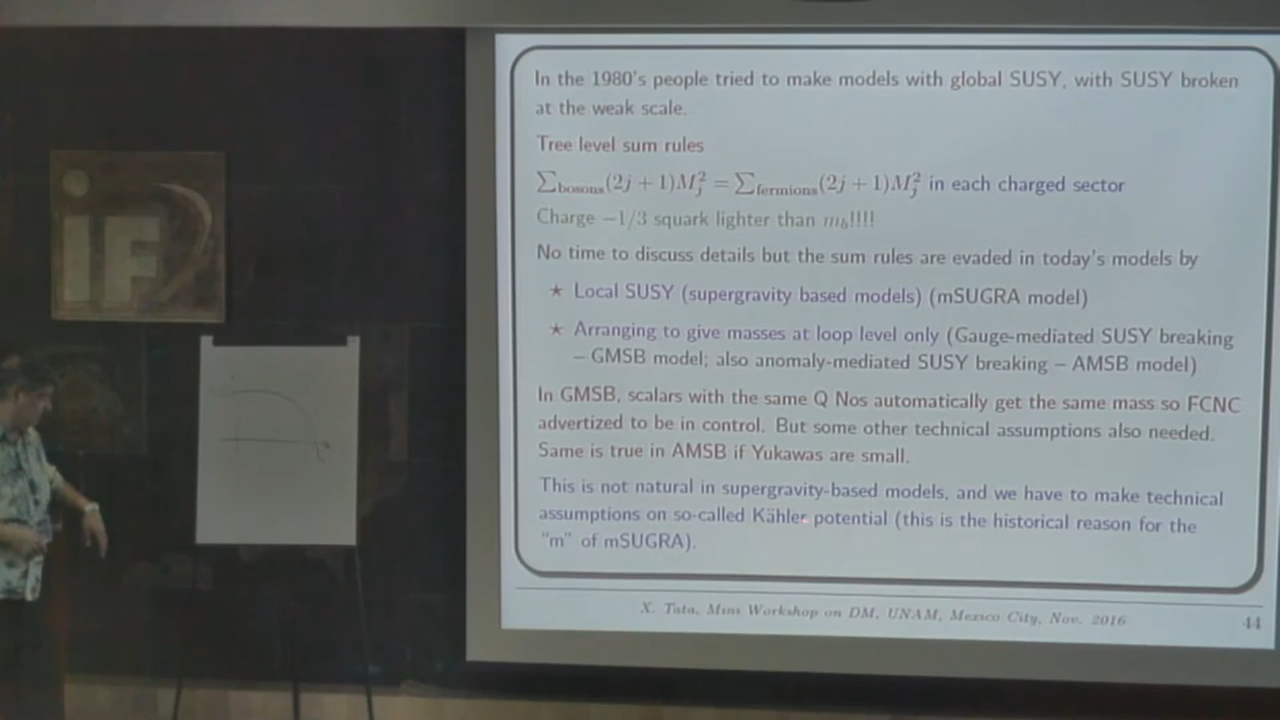 iF
In the 1980's people tried to make models with global SUSY, with SUSY broken
at the weak scale.
Tree level sum rules
∑bosons(2j + 1)M_j^2 = ∑fermions(2j + 1)M_j^2 in each charged sector
Charge −1/3 squark lighter than m_b!!!!
No time to discuss details but the sum rules are evaded in today's models by
★ Local SUSY (supergravity based models) (mSUGRA model)
★ Arranging to give masses at loop level only (Gauge-mediated SUSY breaking
– GMSB model; also anomaly-mediated SUSY breaking – AMSB model)
In GMSB, scalars with the same Q Nos automatically get the same mass so FCNC
advertized to be in control. But some other technical assumptions also needed.
Same is true in AMSB if Yukawas are small.
This is not natural in supergravity-based models, and we have to make technical
assumptions on so-called Kähler potential (this is the historical reason for the
"m" of mSUGRA).
X. Tata, Mini Workshop on DM, UNAM, Mexico City, Nov. 2016
44